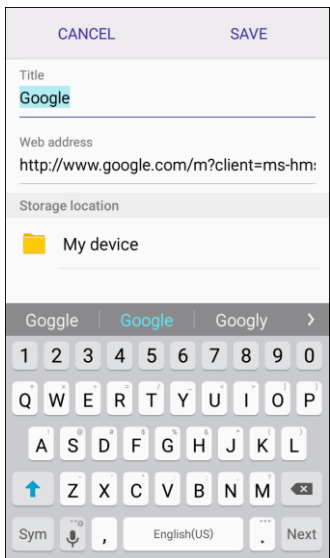 CANCEL SAVE
Title
Google
Web address
http://www.google.com/m?client=ms-hms
Storage location
My device
Goggle Google Googly >
1 2 3 4 5 6 7 8 9 0
Q W E R T Y U I O P
A S D F G H J K L
Z X C V B N M
Sym , English(US) . Next